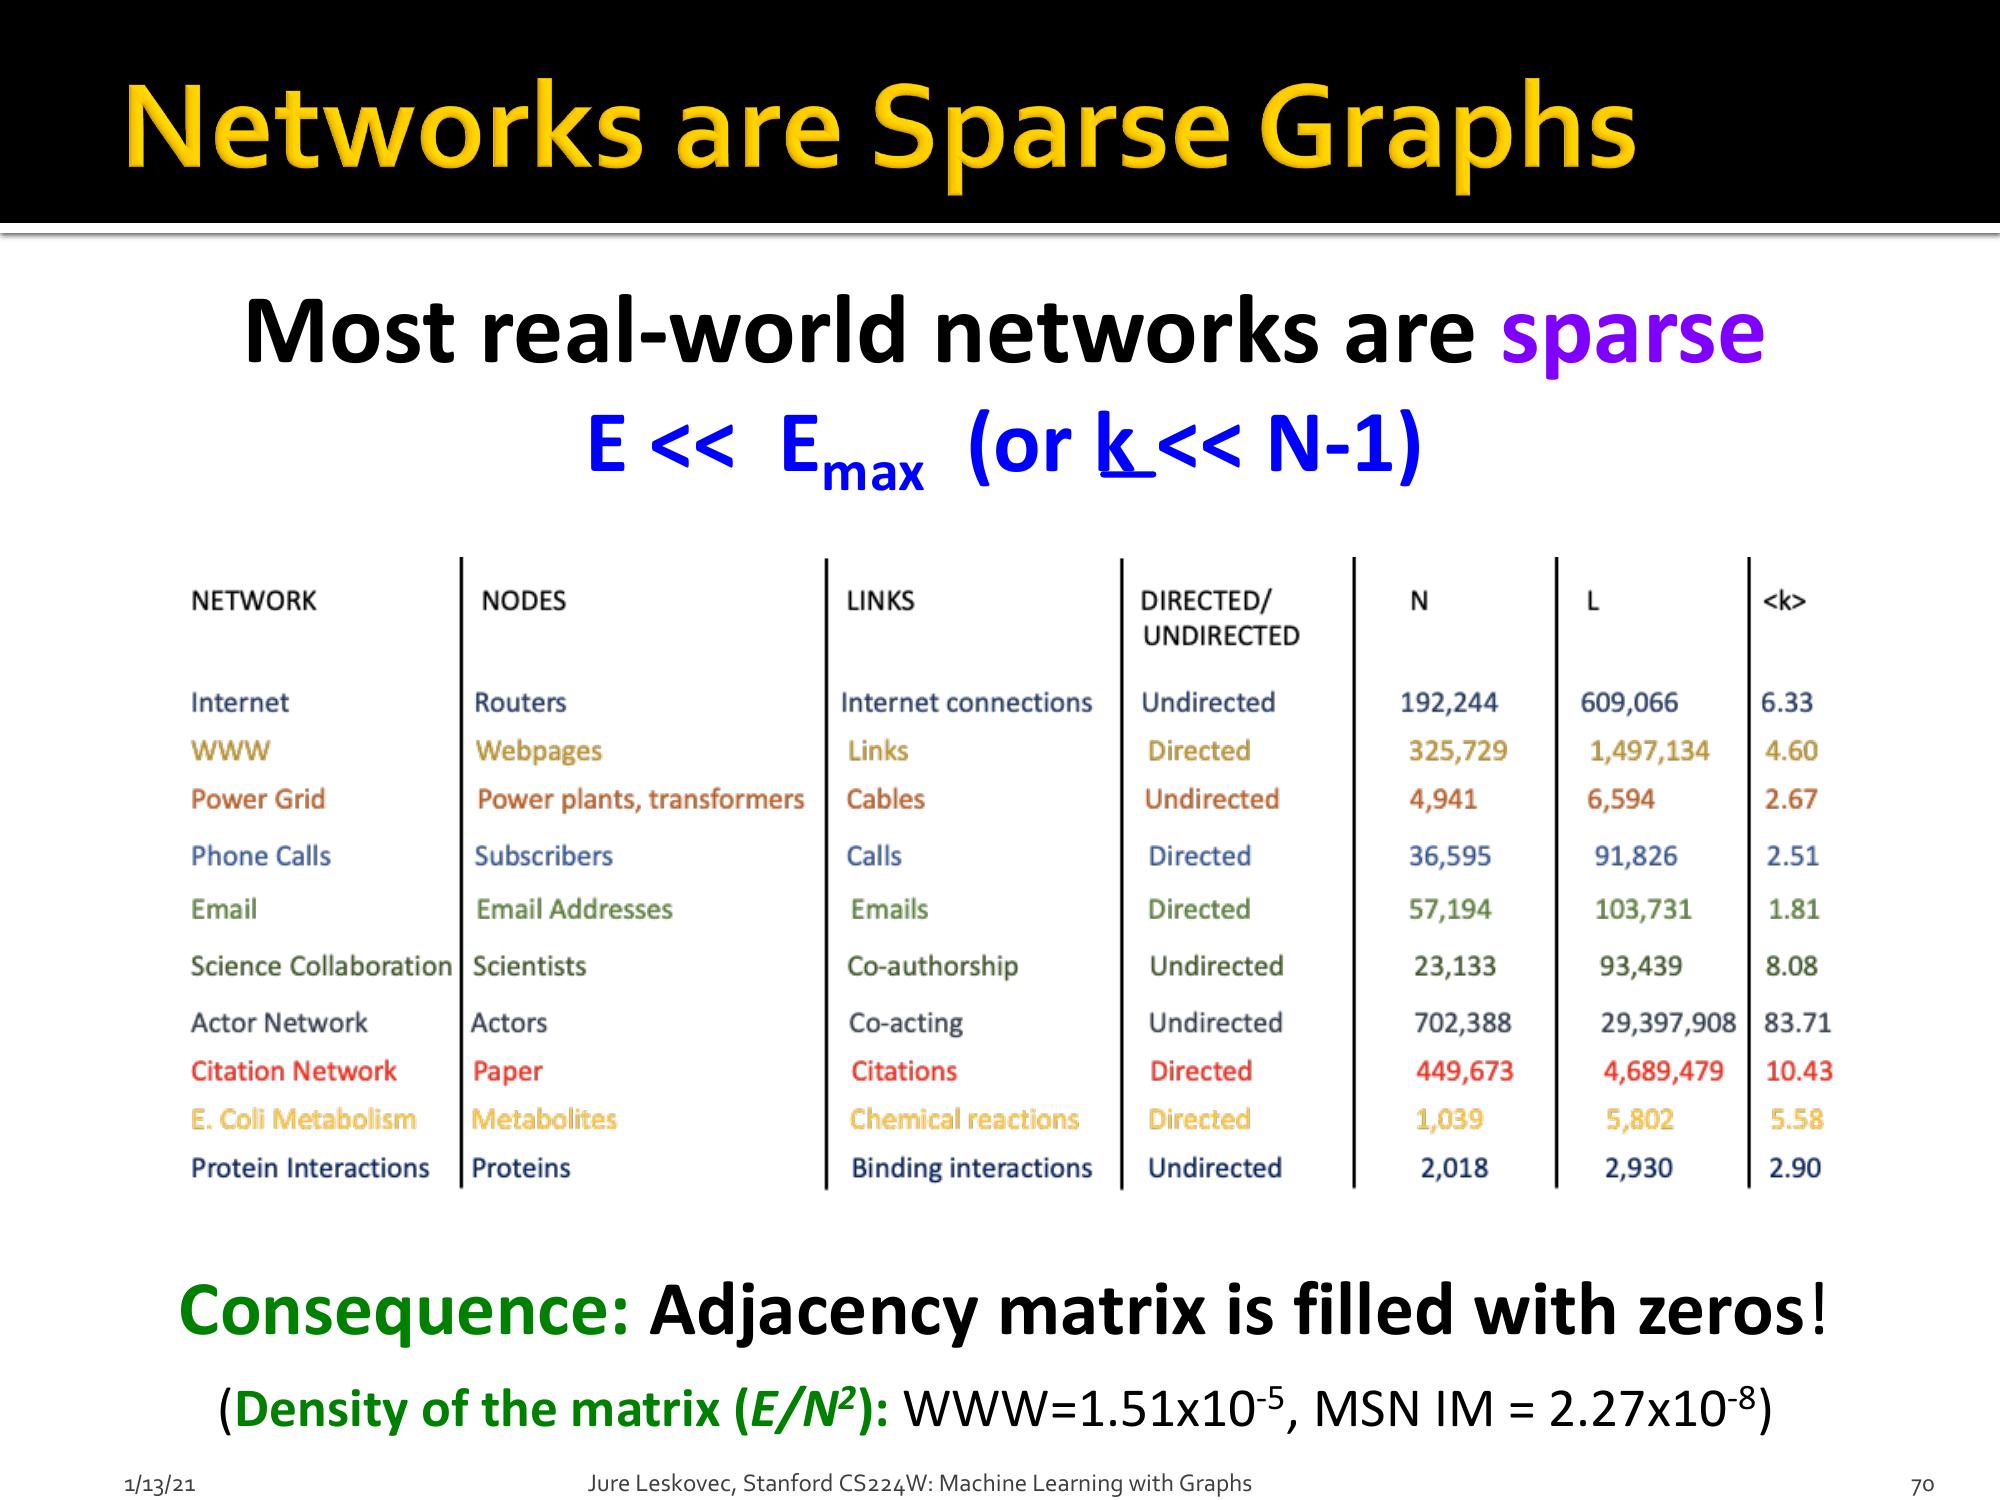 Networks are Sparse Graphs
Most real-world networks are sparse
E << Emax (or k << N-1)
NETWORK NODES LINKS DIRECTED/ UNDIRECTED N L <k>
Internet Routers Internet connections Undirected 192,244 609,066 6.33
WWW Webpages Links Directed 325,729 1,497,134 4.60
Power Grid Power plants, transformers Cables Undirected 4,941 6,594 2.67
Phone Calls Subscribers Calls Directed 36,595 91,826 2.51
Email Email Addresses Emails Directed 57,194 103,731 1.81
Science Collaboration Scientists Co-authorship Undirected 23,133 93,439 8.08
Actor Network Actors Co-acting Undirected 702,388 29,397,908 83.71
Citation Network Paper Citations Directed 449,673 4,689,479 10.43
E. Coli Metabolism Metabolites Chemical reactions Directed 1,039 5,802 5.58
Protein Interactions Proteins Binding interactions Undirected 2,018 2,930 2.90
Consequence: Adjacency matrix is filled with zeros!
(Density of the matrix (E/N²): WWW=1.51x10⁻⁵, MSN IM = 2.27x10⁻⁸)
1/13/21 Jure Leskovec, Stanford CS224W: Machine Learning with Graphs 70